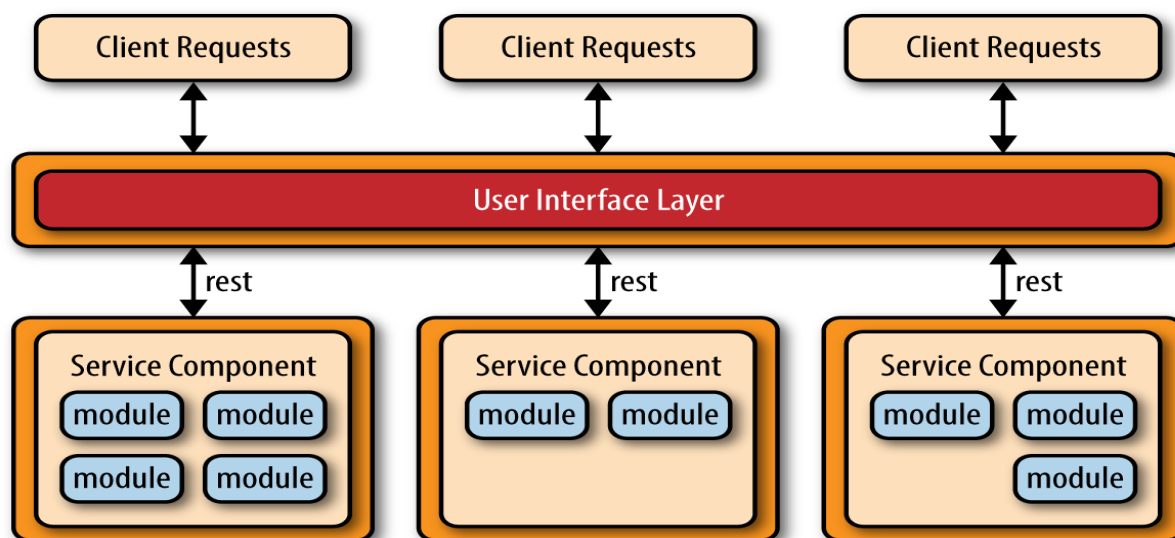 Client Requests
Client Requests
Client Requests
User Interface Layer
rest
rest
rest
Service Component
module module
module module
Service Component
module module
Service Component
module module
module